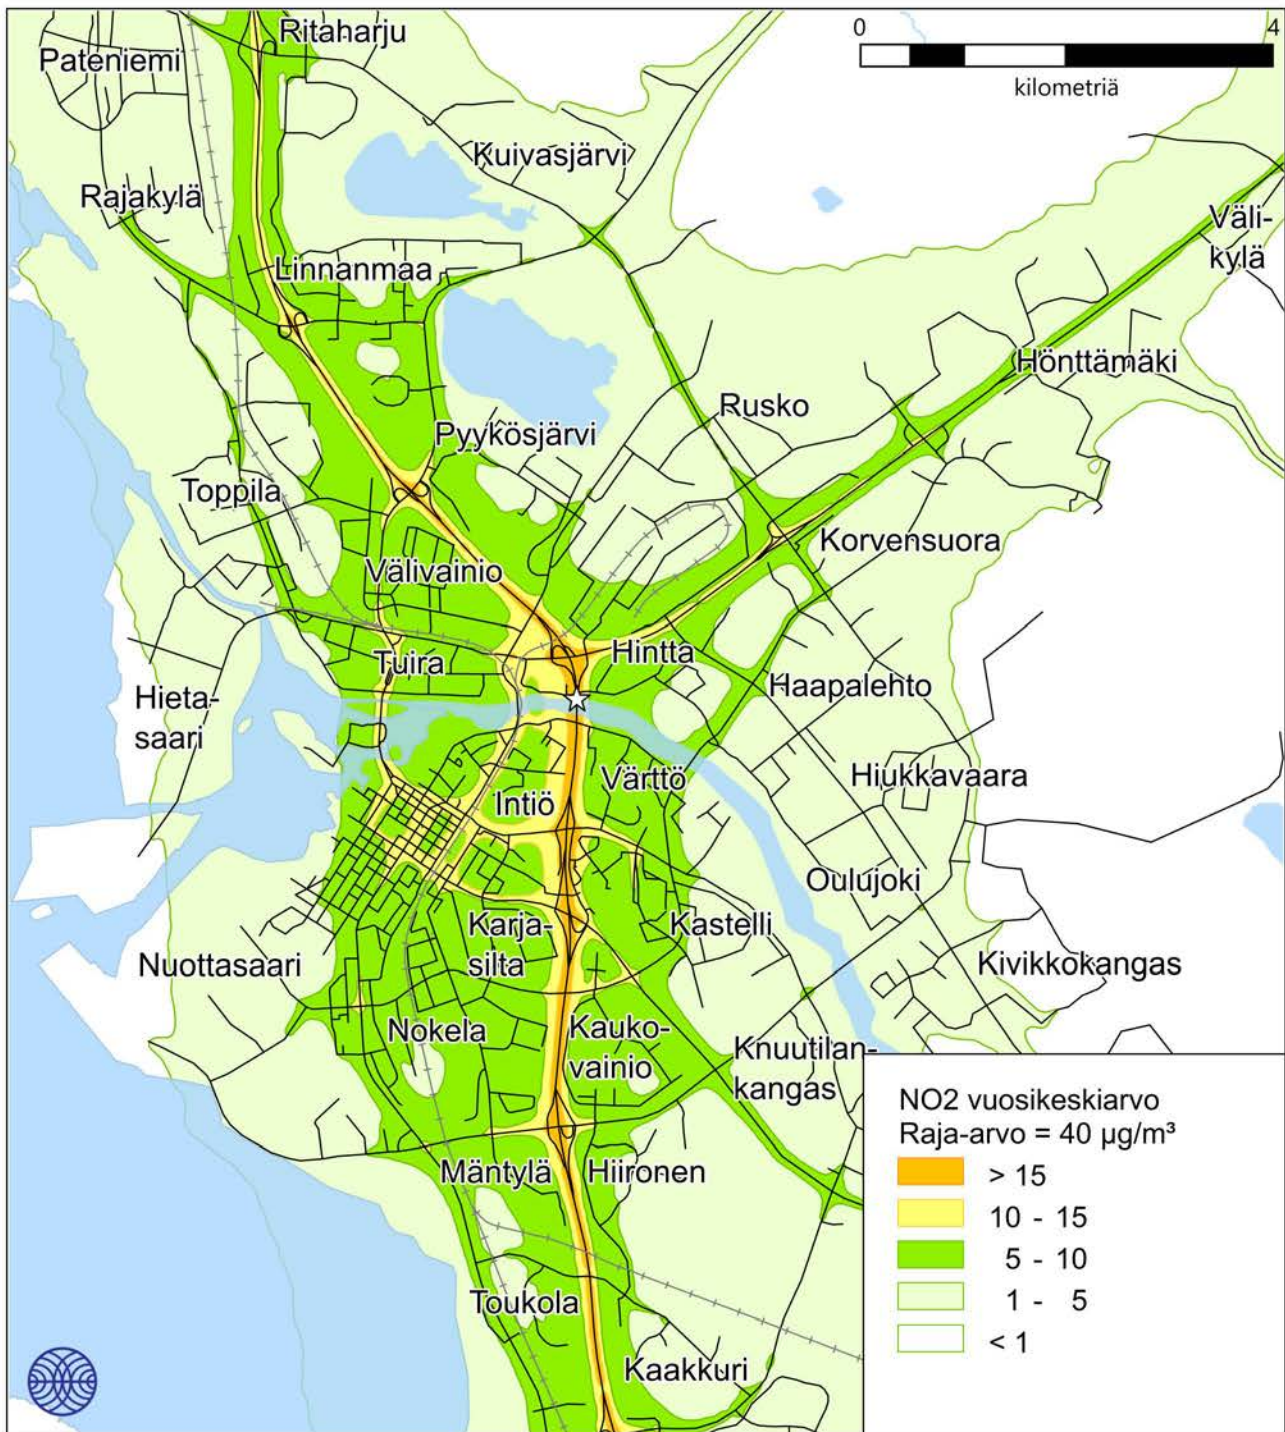 0 4
kilometriä
Ritaharju
Pateniemi
Kuivasjärvi
Rajakylä
Väli-
kylä
Linnanmaa
Hönttämäki
Rusko
Pyykösjärvi
Toppila
Korvensuora
Välivainio
Hintta
Tuira
Haapalehto
Hieta-
saari
Hiukkavaara
Värttö
Intiö
Oulujoki
Karja-
silta
Kastelli
Nuottasaari
Kivikkokangas
Nokela
Kauko-
vainio
Knuutilan-
kangas
Mäntylä
Hiironen
Toukola
Kaakkuri
NO2 vuosikeskiarvo
Raja-arvo = 40 µg/m³
> 15
10 - 15
5 - 10
1 - 5
< 1